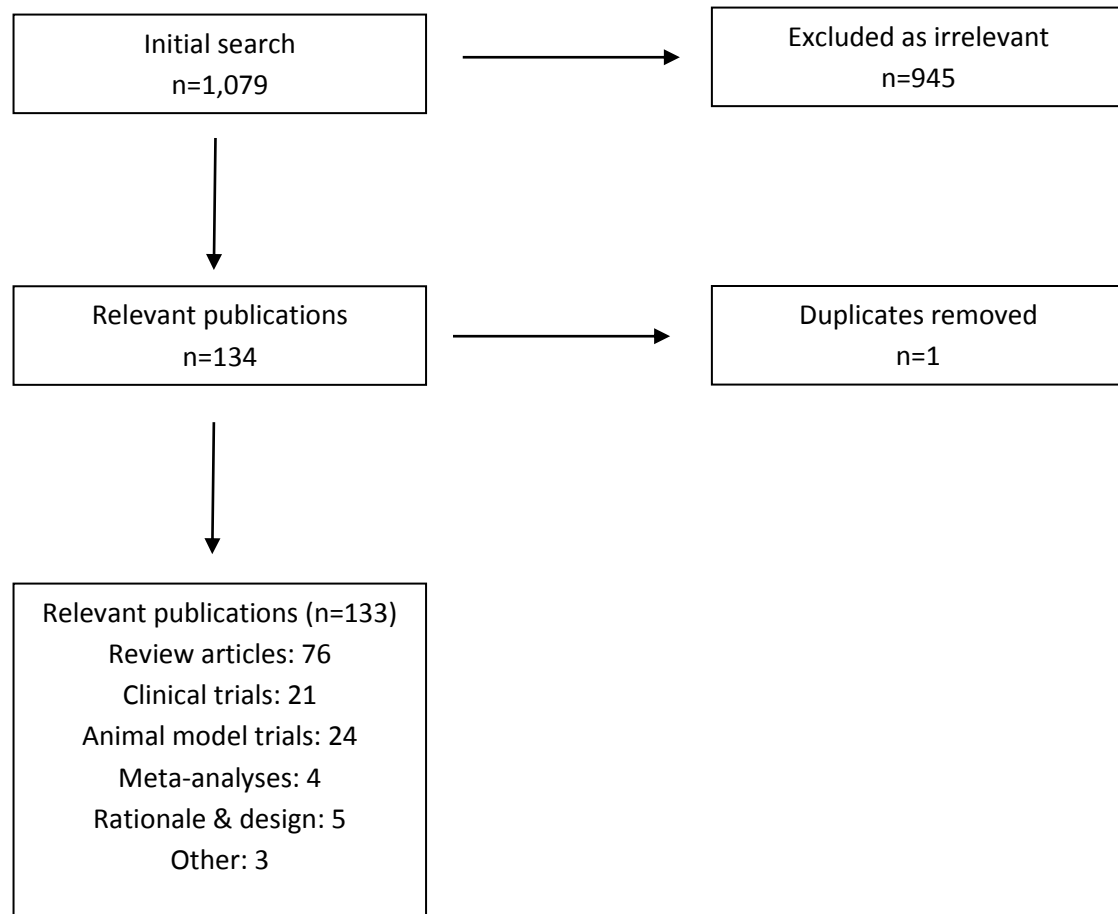 Initial search
n=1,079
Excluded as irrelevant
n=945
Relevant publications
n=134
Duplicates removed
n=1
Relevant publications (n=133)
Review articles: 76
Clinical trials: 21
Animal model trials: 24
Meta-analyses: 4
Rationale & design: 5
Other: 3